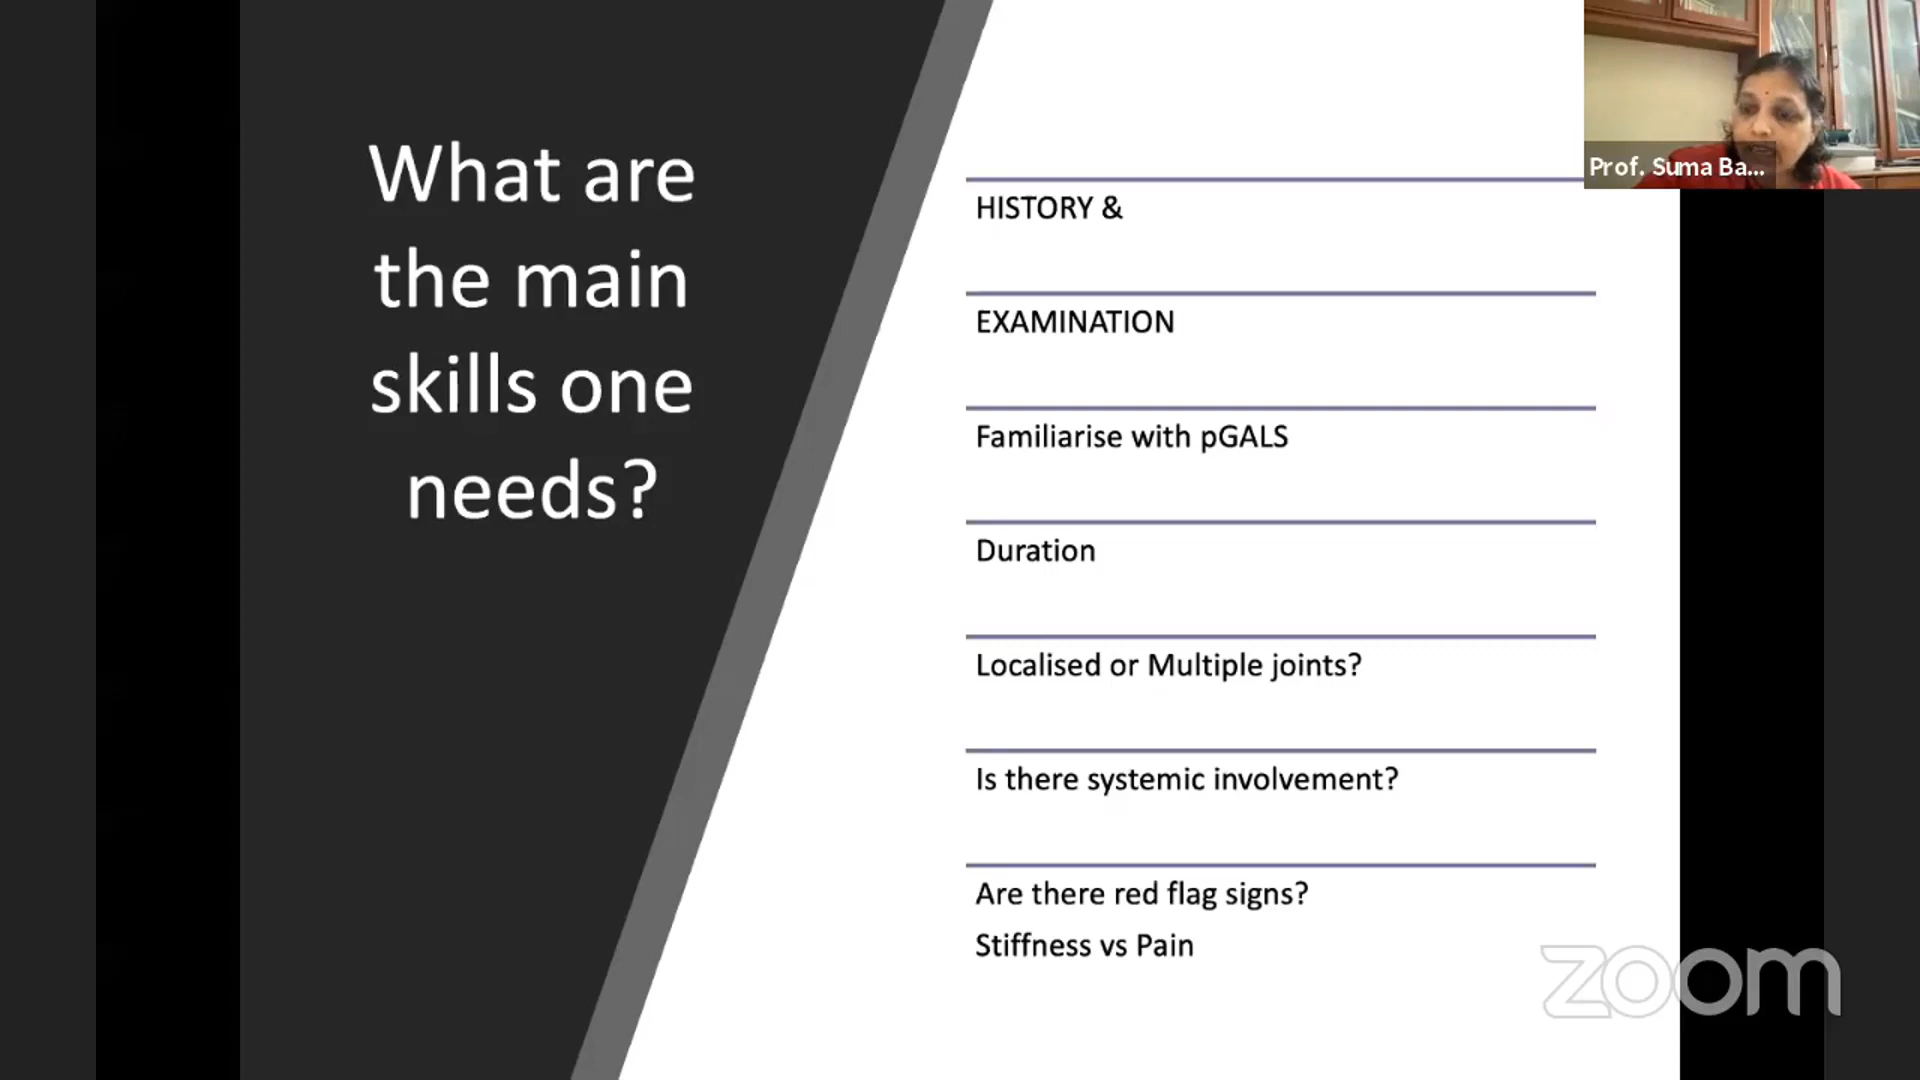 What are
the main
skills one
needs?
HISTORY &
EXAMINATION
Familiarise with pGALS
Duration
Localised or Multiple joints?
Is there systemic involvement?
Are there red flag signs?
Stiffness vs Pain
Prof. Suma Ba...
zoom